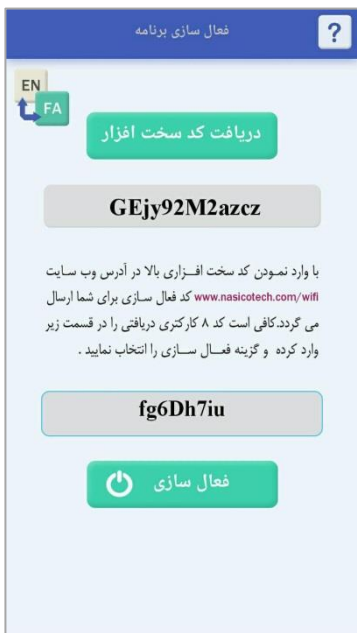 فعال سازی برنامه
?
EN
FA
دریافت کد سخت افزار
GEjy92M2azcz
با وارد نمودن کد سخت افزاری بالا در آدرس وب سایت
www.nasicotech.com/wifi کد فعال سازی برای شما ارسال
می گردد.کافی است کد ۸ کارکتری دریافتی را در قسمت زیر
وارد کرده و گزینه فعال سازی را انتخاب نمایید .
fg6Dh7iu
فعال سازی